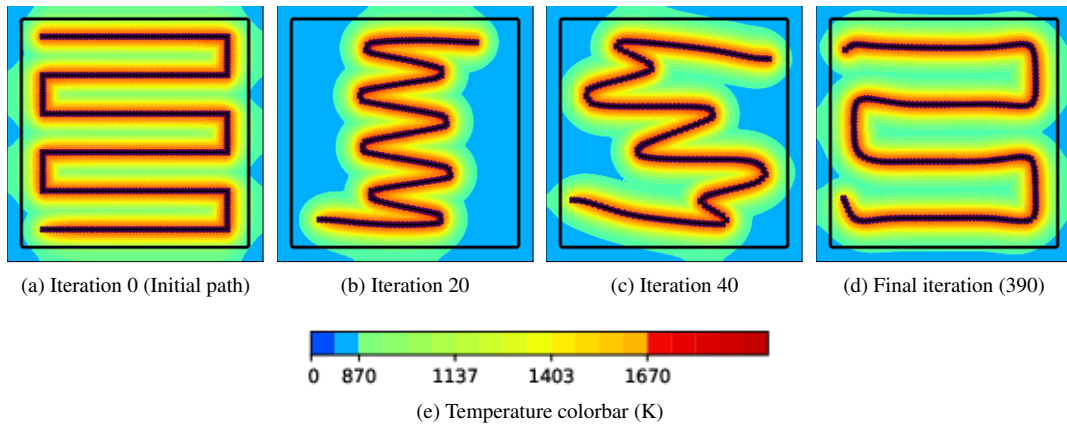 (a) Iteration 0 (Initial path)
(b) Iteration 20
(c) Iteration 40
(d) Final iteration (390)
0 870 1137 1403 1670
(e) Temperature colorbar (K)